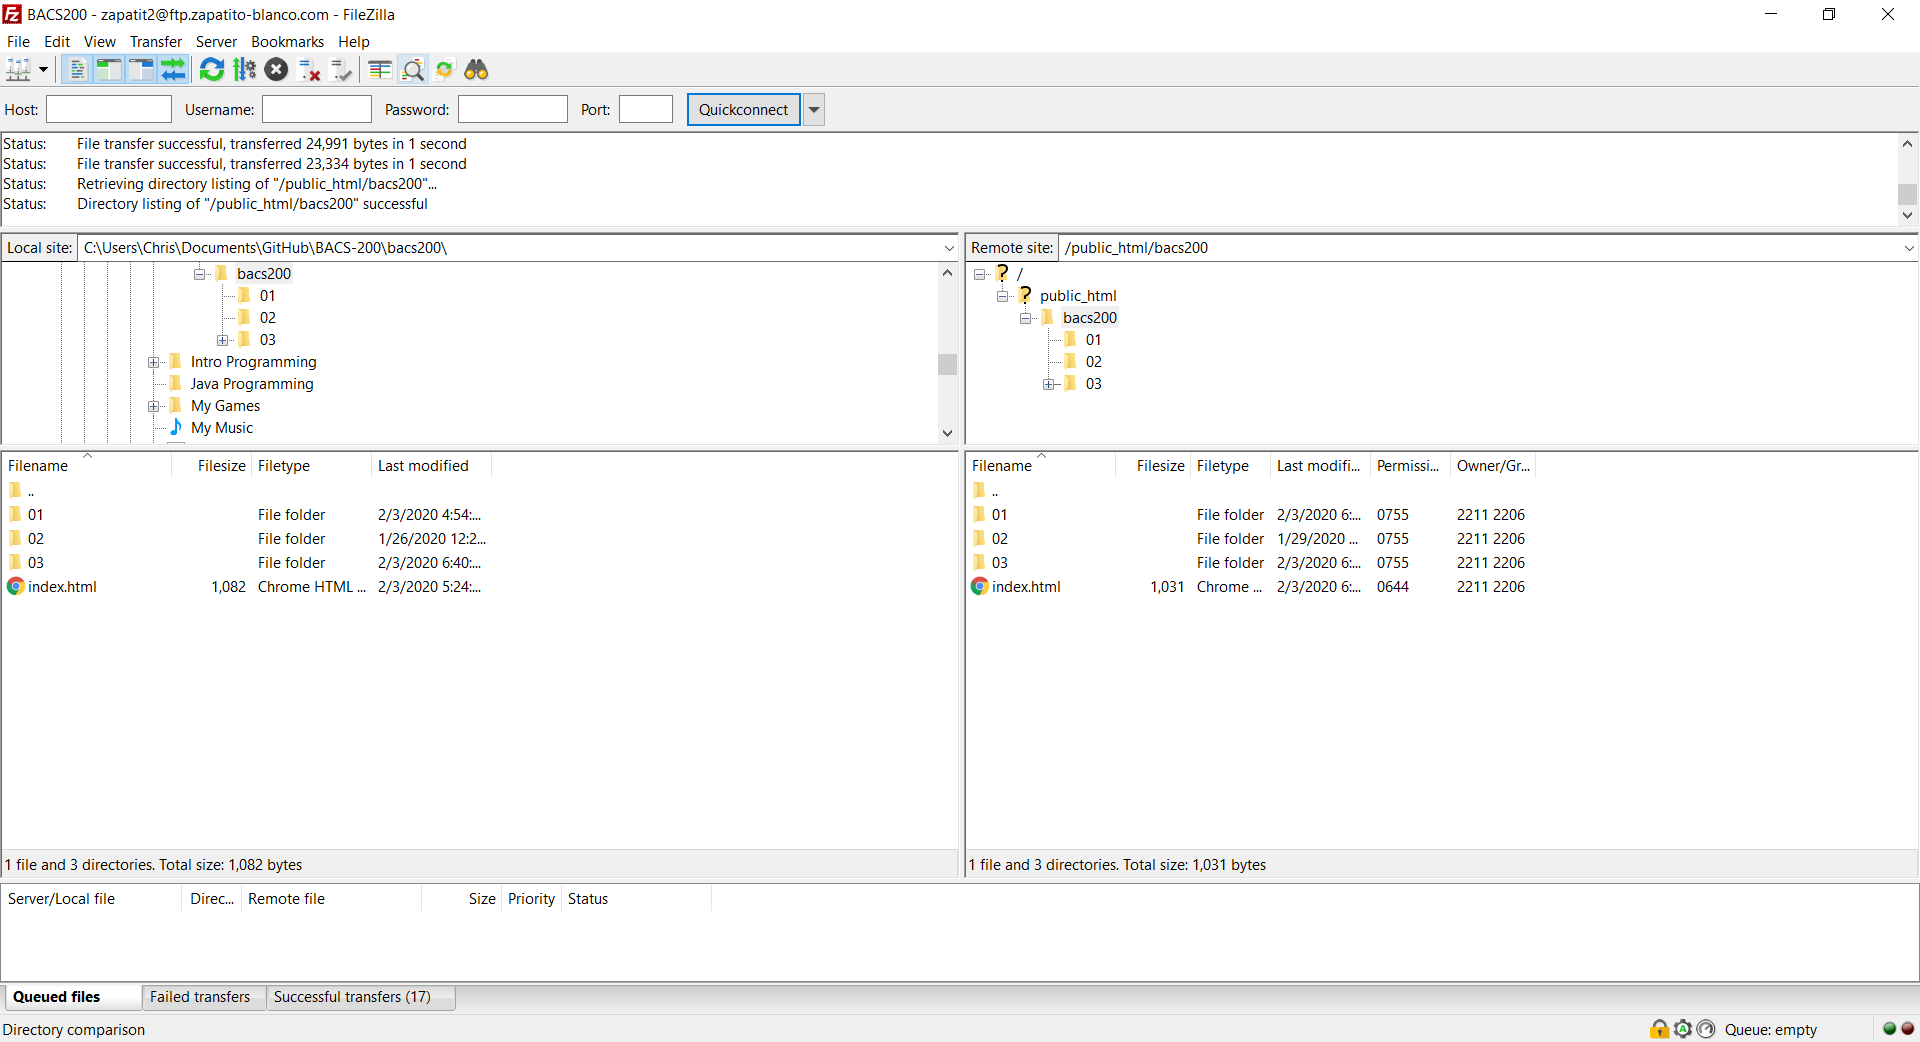 BACS200 - zapatit2@ftp.zapatito-blanco.com - FileZilla
File Edit View Transfer Server Bookmarks Help
Host: Username: Password: Port: Quickconnect
Status: File transfer successful, transferred 24,991 bytes in 1 second
Status: File transfer successful, transferred 23,334 bytes in 1 second
Status: Retrieving directory listing of "/public_html/bacs200"...
Status: Directory listing of "/public_html/bacs200" successful
Local site: C:\Users\Chris\Documents\GitHub\BACS-200\bacs200\
bacs200
01
02
03
Intro Programming
Java Programming
My Games
My Music
Remote site: /public_html/bacs200
/
public_html
bacs200
01
02
03
Filename Filesize Filetype Last modified
..
01 File folder 2/3/2020 4:54:...
02 File folder 1/26/2020 12:2...
03 File folder 2/3/2020 6:40:...
index.html 1,082 Chrome HTML ... 2/3/2020 5:24:...
1 file and 3 directories. Total size: 1,082 bytes
Filename Filesize Filetype Last modifi... Permissi... Owner/Gr...
..
01 File folder 2/3/2020 6:... 0755 2211 2206
02 File folder 1/29/2020 ... 0755 2211 2206
03 File folder 2/3/2020 6:... 0755 2211 2206
index.html 1,031 Chrome ... 2/3/2020 6:... 0644 2211 2206
1 file and 3 directories. Total size: 1,031 bytes
Server/Local file Direc... Remote file Size Priority Status
Queued files Failed transfers Successful transfers (17)
Directory comparison Queue: empty